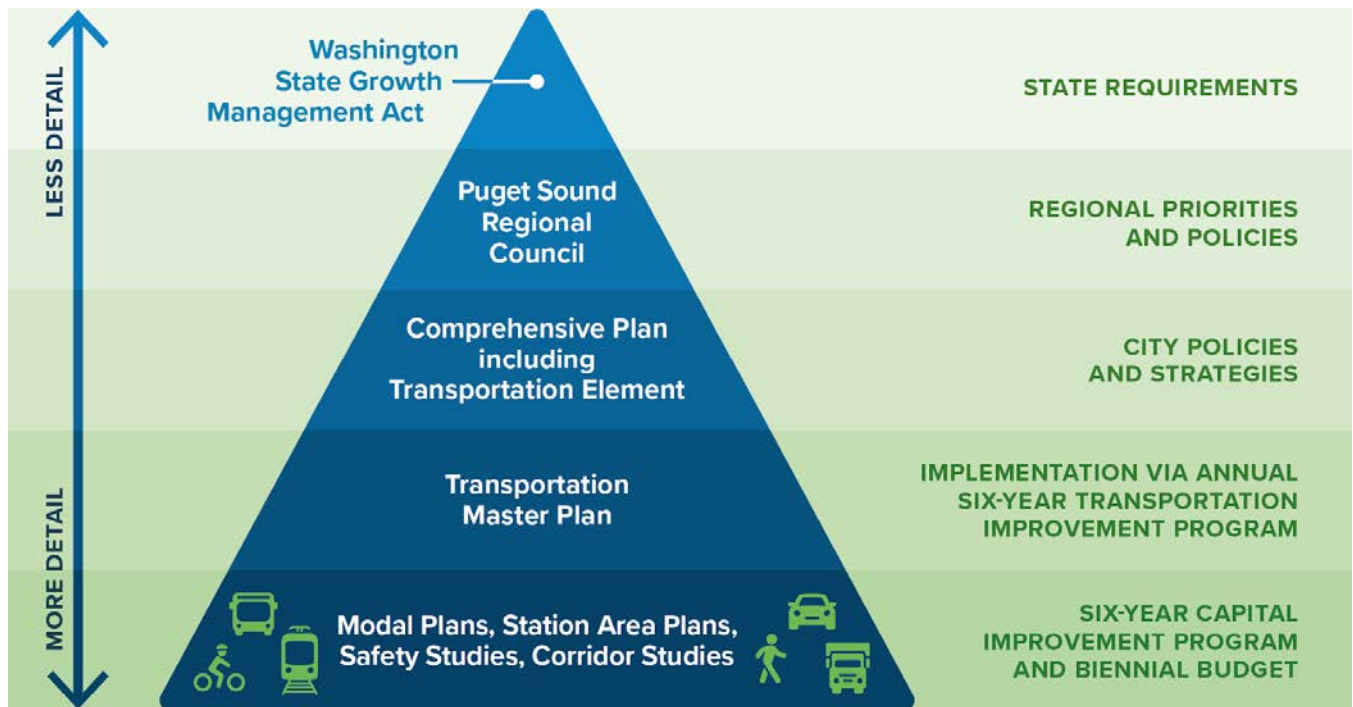 LESS DETAIL
MORE DETAIL
Washington
State Growth
Management Act
STATE REQUIREMENTS
Puget Sound
Regional
Council
REGIONAL PRIORITIES
AND POLICIES
Comprehensive Plan
including
Transportation Element
CITY POLICIES
AND STRATEGIES
Transportation
Master Plan
IMPLEMENTATION VIA ANNUAL
SIX-YEAR TRANSPORTATION
IMPROVEMENT PROGRAM
Modal Plans, Station Area Plans,
Safety Studies, Corridor Studies
SIX-YEAR CAPITAL
IMPROVEMENT PROGRAM
AND BIENNIAL BUDGET